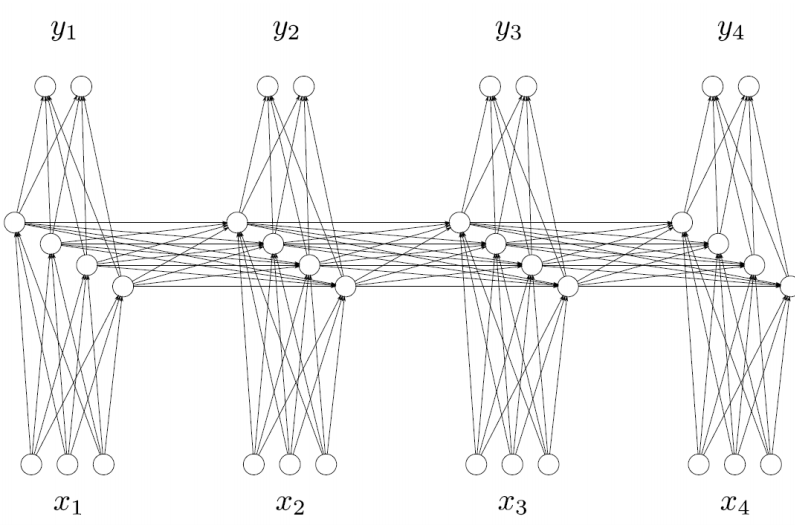 y₁ y₂ y₃ y₄
x₁ x₂ x₃ x₄